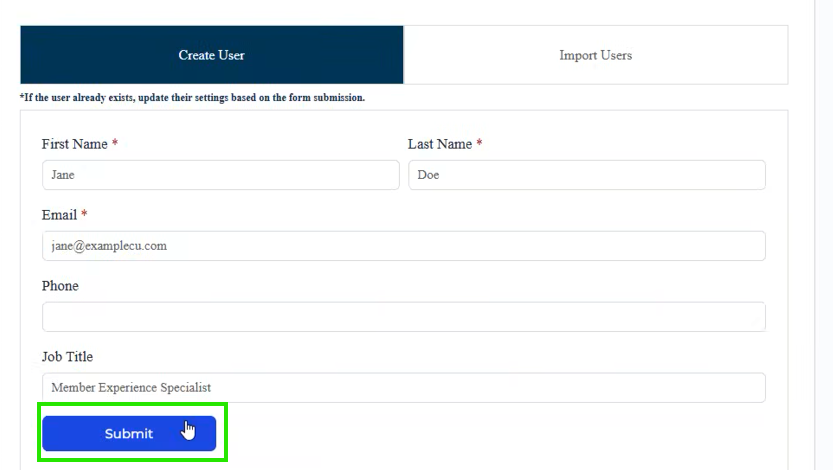 Create User
Import Users
*If the user already exists, update their settings based on the form submission.
First Name *
Last Name *
Jane
Doe
Email *
jane@examplecu.com
Phone
Job Title
Member Experience Specialist
Submit